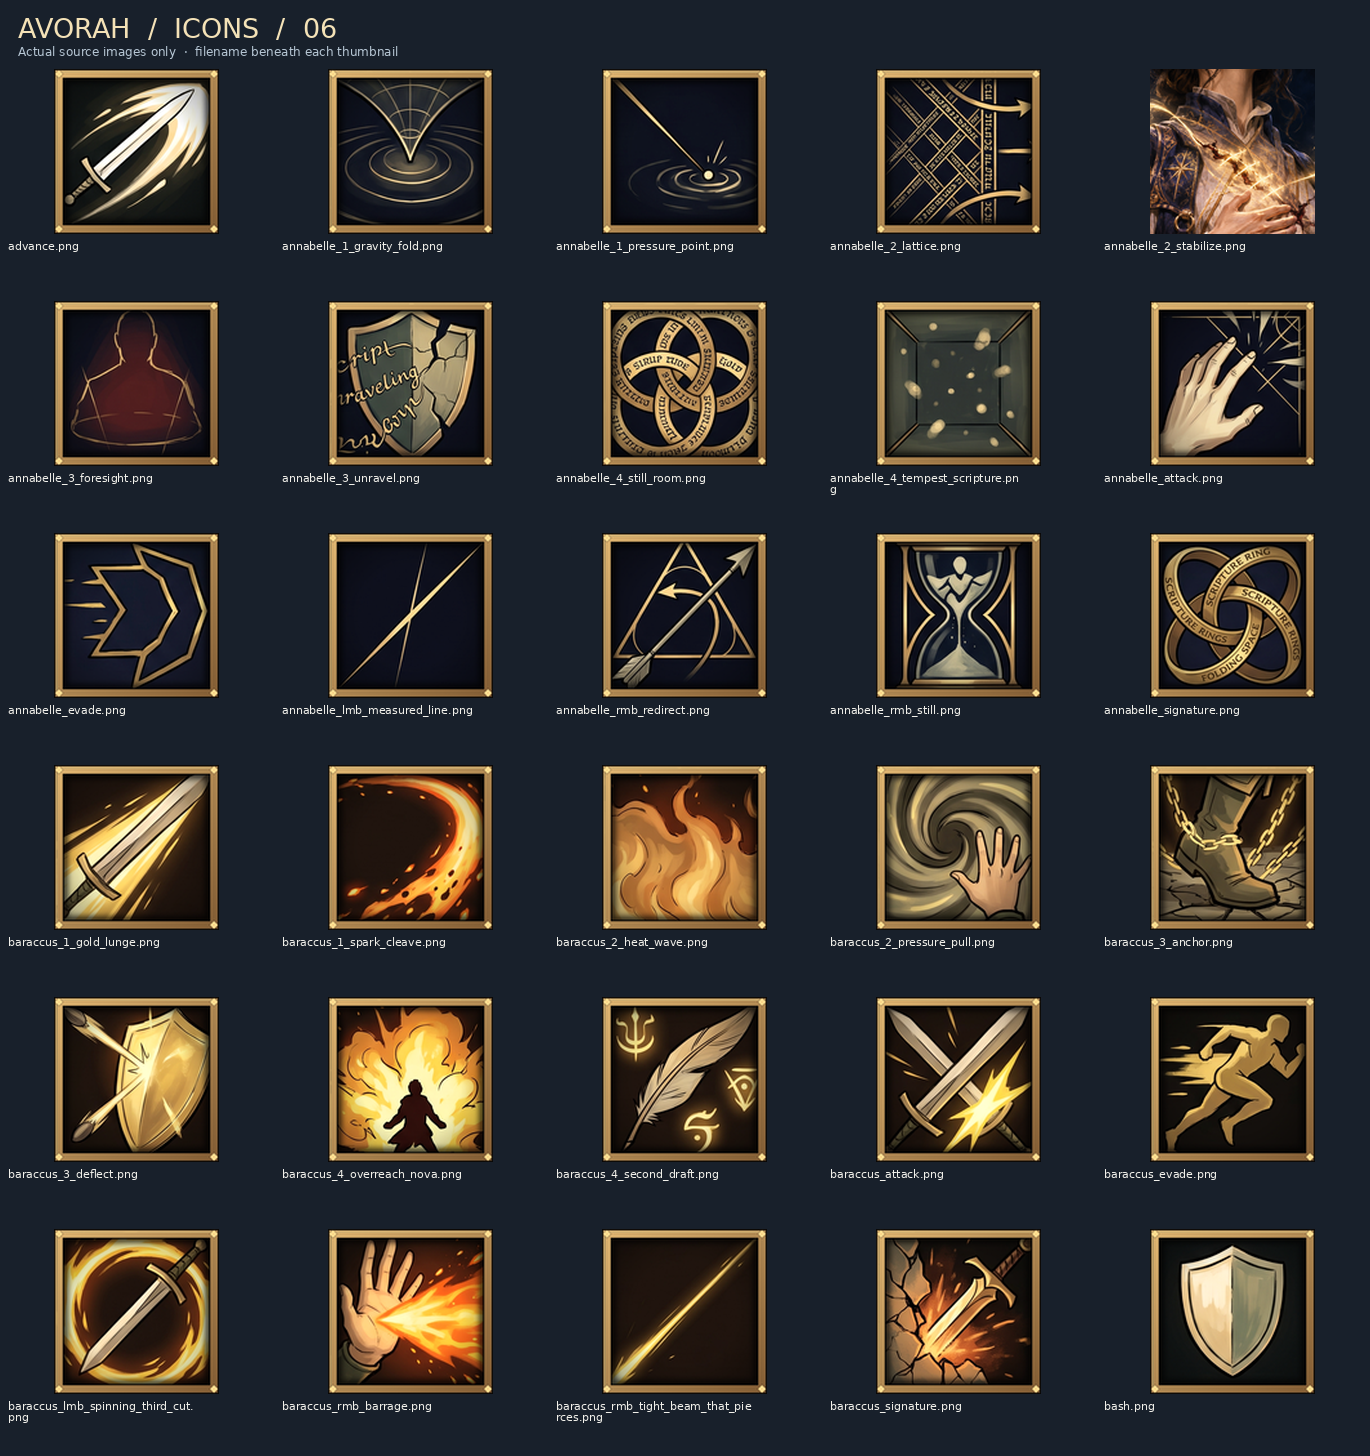 AVORAH / ICONS / 06
Actual source images only · filename beneath each thumbnail
advance.png
annabelle_1_gravity_fold.png
annabelle_1_pressure_point.png
annabelle_2_lattice.png
annabelle_2_stabilize.png
cript
nraveling
annabelle_3_foresight.png
annabelle_3_unravel.png
annabelle_4_still_room.png
annabelle_4_tempest_scripture.pn
g
annabelle_attack.png
SCRIPTURE RING
SCRIPTURE RINGS
SCRIPTURE RINGS
FOLDING SPACE
annabelle_evade.png
annabelle_lmb_measured_line.png
annabelle_rmb_redirect.png
annabelle_rmb_still.png
annabelle_signature.png
baraccus_1_gold_lunge.png
baraccus_1_spark_cleave.png
baraccus_2_heat_wave.png
baraccus_2_pressure_pull.png
baraccus_3_anchor.png
baraccus_3_deflect.png
baraccus_4_overreach_nova.png
baraccus_4_second_draft.png
baraccus_attack.png
baraccus_evade.png
baraccus_lmb_spinning_third_cut.
png
baraccus_rmb_barrage.png
baraccus_rmb_tight_beam_that_pie
rces.png
baraccus_signature.png
bash.png